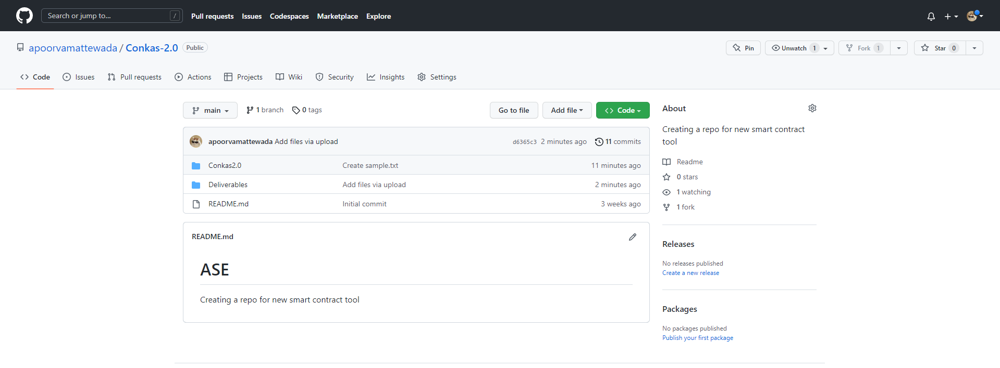 Search or jump to... / Pull requests Issues Codespaces Marketplace Explore
apoorvamattewada / Conkas-2.0 Public Pin Unwatch 1 Fork 1 Star 0
Code Issues Pull requests Actions Projects Wiki Security Insights Settings
main 1 branch 0 tags Go to file Add file Code
apoorvamattewada Add files via upload d6365c3 2 minutes ago 11 commits
Conkas2.0 Create sample.txt 11 minutes ago
Deliverables Add files via upload 2 minutes ago
README.md Initial commit 3 weeks ago
README.md
ASE
Creating a repo for new smart contract tool
About
Creating a repo for new smart contract
tool
Readme
0 stars
1 watching
1 fork
Releases
No releases published
Create a new release
Packages
No packages published
Publish your first package